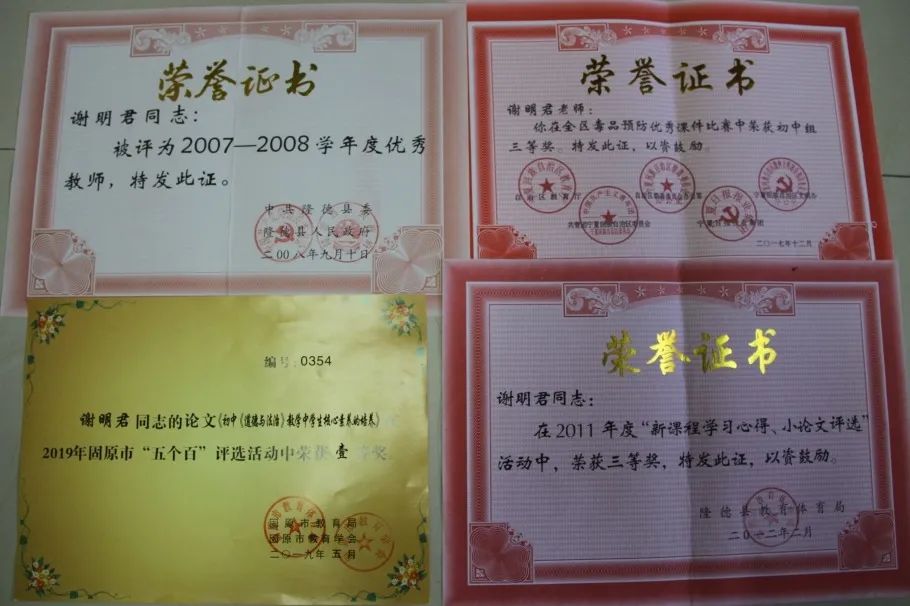 荣誉证书
谢明君同志：
被评为2007—2008学年度优秀
教师，特发此证。
中共隆德县委
隆德县人民政府
二00八年九月十日
荣誉证书
谢明君老师：
你在全区毒品预防优秀课件比赛中荣获初中组
三等奖。特发此证，以资鼓励。
二〇一七年十二月
编号：0354
谢明君同志的论文《初中《道德与法治》教学中学生核心素养的培养》
2019年固原市“五个百”评选活动中荣获壹等奖
固原市教育局
固原市教育学会
二〇一九年五月
荣誉证书
谢明君同志：
在2011年度“新课程学习心得、小论文评选”
活动中，荣获三等奖，特发此证，以资鼓励。
隆德县教育体育局
二〇一二年二月